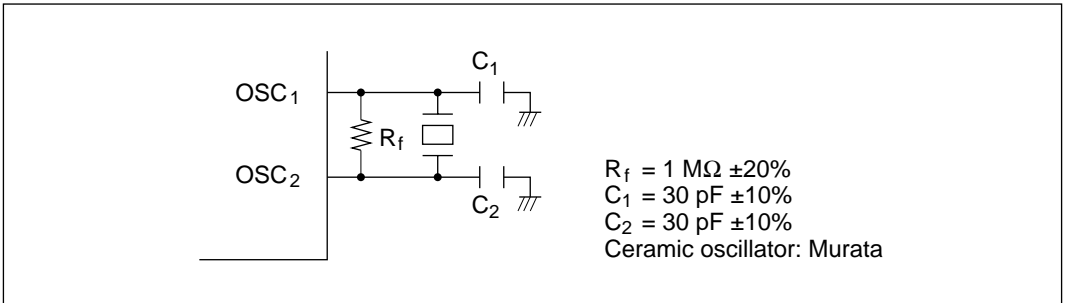 C1
OSC1
Rf
OSC2
C2
Rf = 1 MΩ ±20%
C1 = 30 pF ±10%
C2 = 30 pF ±10%
Ceramic oscillator: Murata